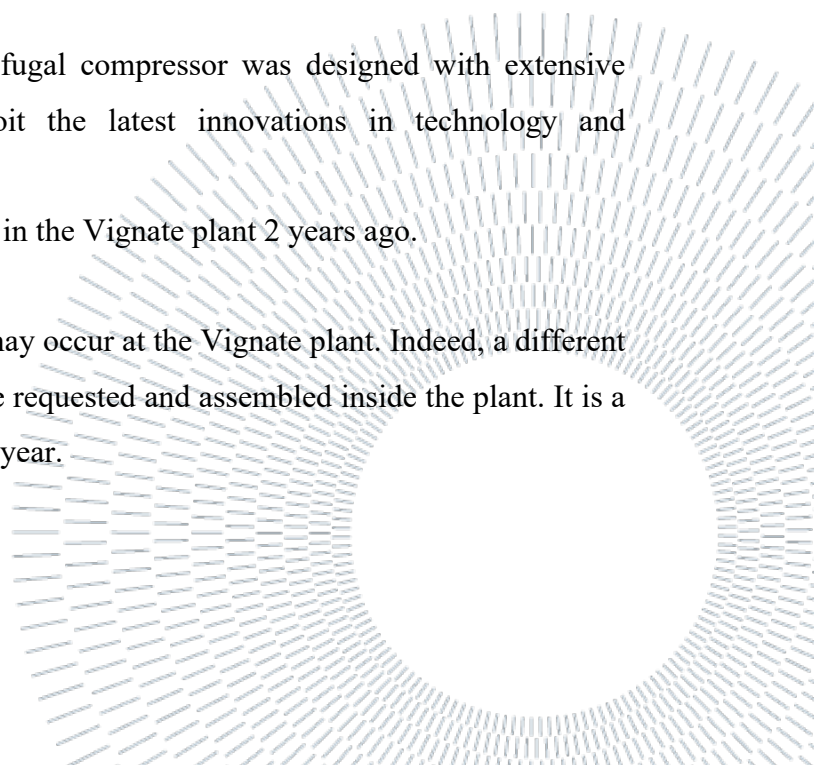 fugal compressor was designed with extensive
oit the latest innovations in technology and
in the Vignate plant 2 years ago.
may occur at the Vignate plant. Indeed, a different
e requested and assembled inside the plant. It is a
year.